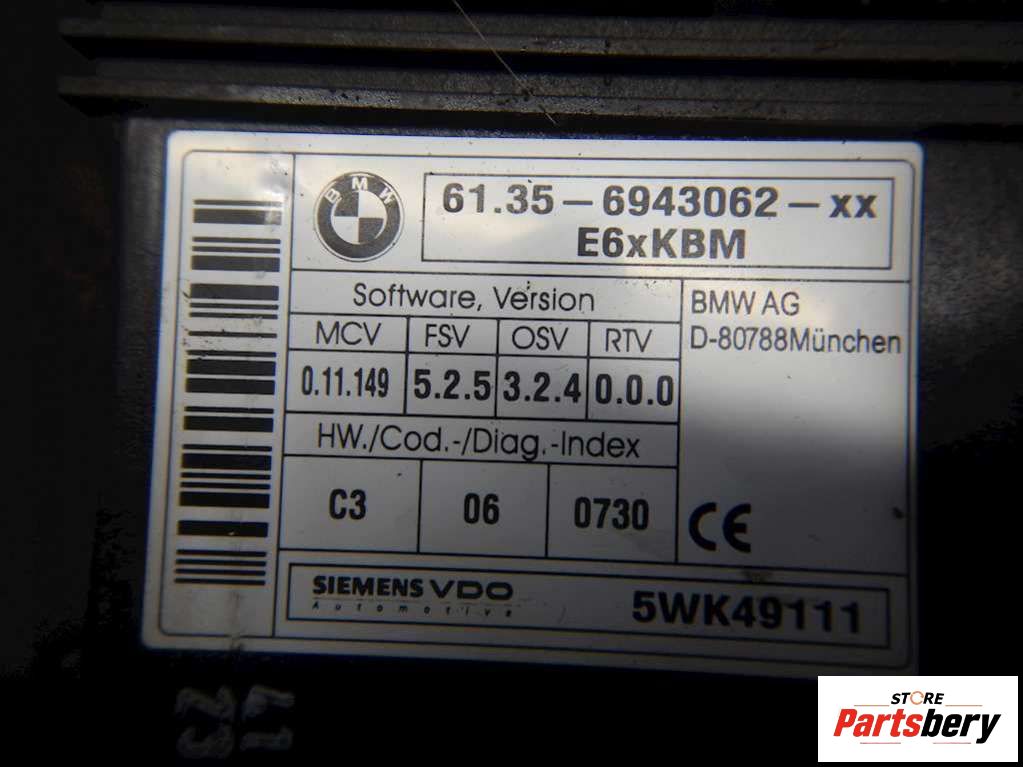 BMW
61.35-6943062-xx
E6xKBM
Software, Version
MCV FSV OSV RTV
0.11.149 5.2.5 3.2.4 0.0.0
HW./Cod.-/Diag.-Index
C3 06 0730
BMW AG
D-80788München
CE
SIEMENS VDO
Automotive
5WK49111
STORE
Partsbery